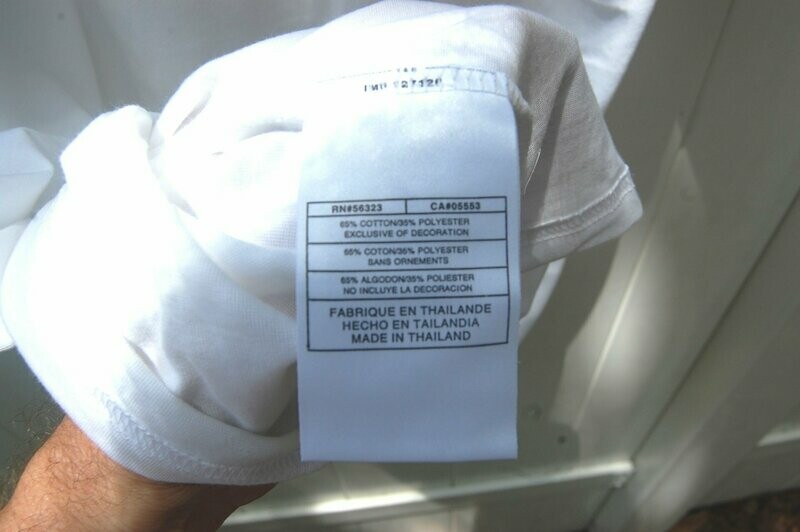 RN#56323 CA#05553
65% COTTON/35% POLYESTER
EXCLUSIVE OF DECORATION
65% COTON/35% POLYESTER
SANS ORNEMENTS
65% ALGODON/35% POLIESTER
NO INCLUYE LA DECORACION
FABRIQUE EN THAILANDE
HECHO EN TAILANDIA
MADE IN THAILAND